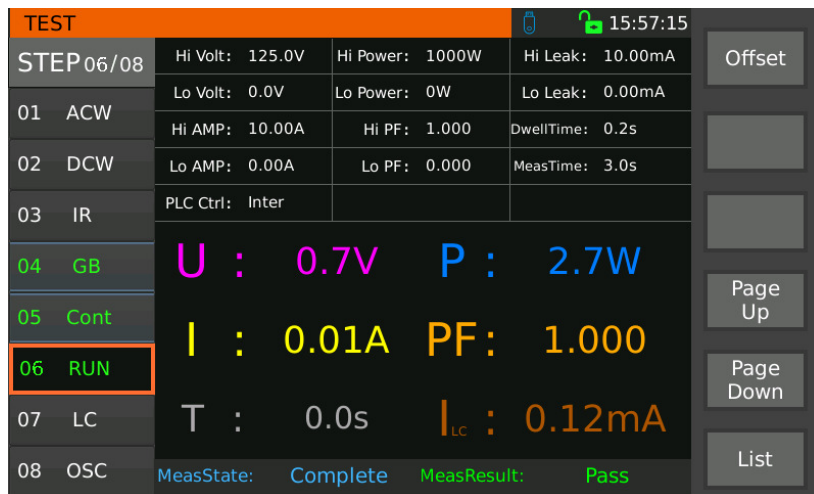 TEST 15:57:15
STEP 06/08
01 ACW
02 DCW
03 IR
04 GB
05 Cont
06 RUN
07 LC
08 OSC
Hi Volt: 125.0V Hi Power: 1000W Hi Leak: 10.00mA
Lo Volt: 0.0V Lo Power: 0W Lo Leak: 0.00mA
Hi AMP: 10.00A Hi PF: 1.000 DwellTime: 0.2s
Lo AMP: 0.00A Lo PF: 0.000 MeasTime: 3.0s
PLC Ctrl: Inter
U : 0.7V P : 2.7W
I : 0.01A PF: 1.000
T : 0.0s ILC : 0.12mA
MeasState: Complete MeasResult: Pass
Offset
Page
Up
Page
Down
List